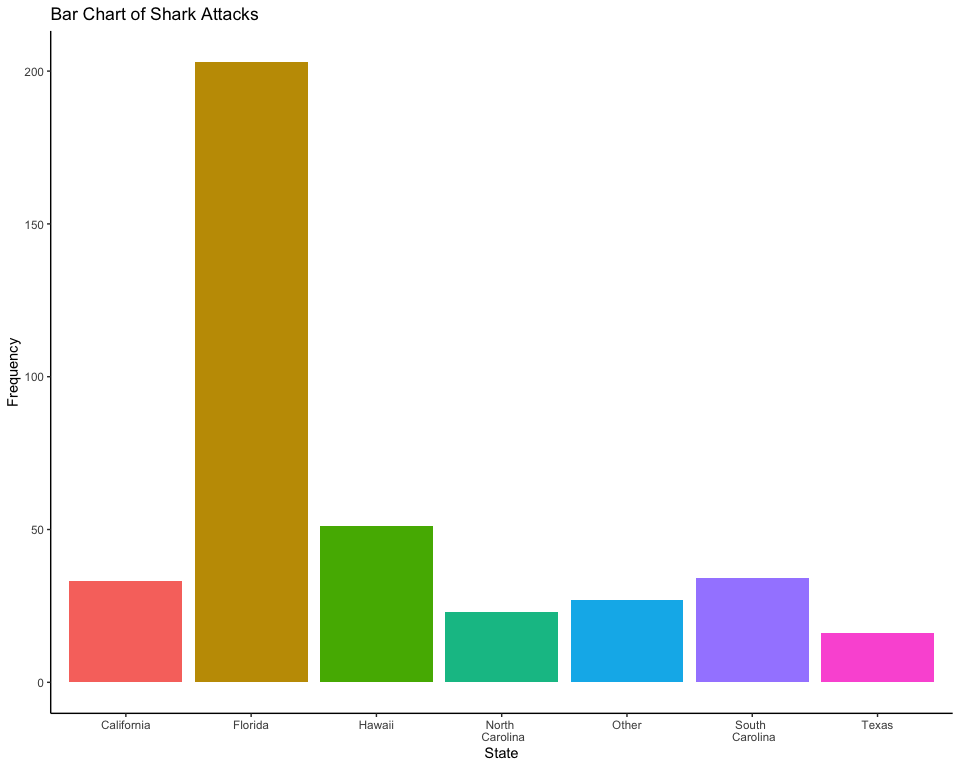 Bar Chart of Shark Attacks
Frequency
200
150
100
50
0
California Florida Hawaii North Carolina Other South Carolina Texas
State